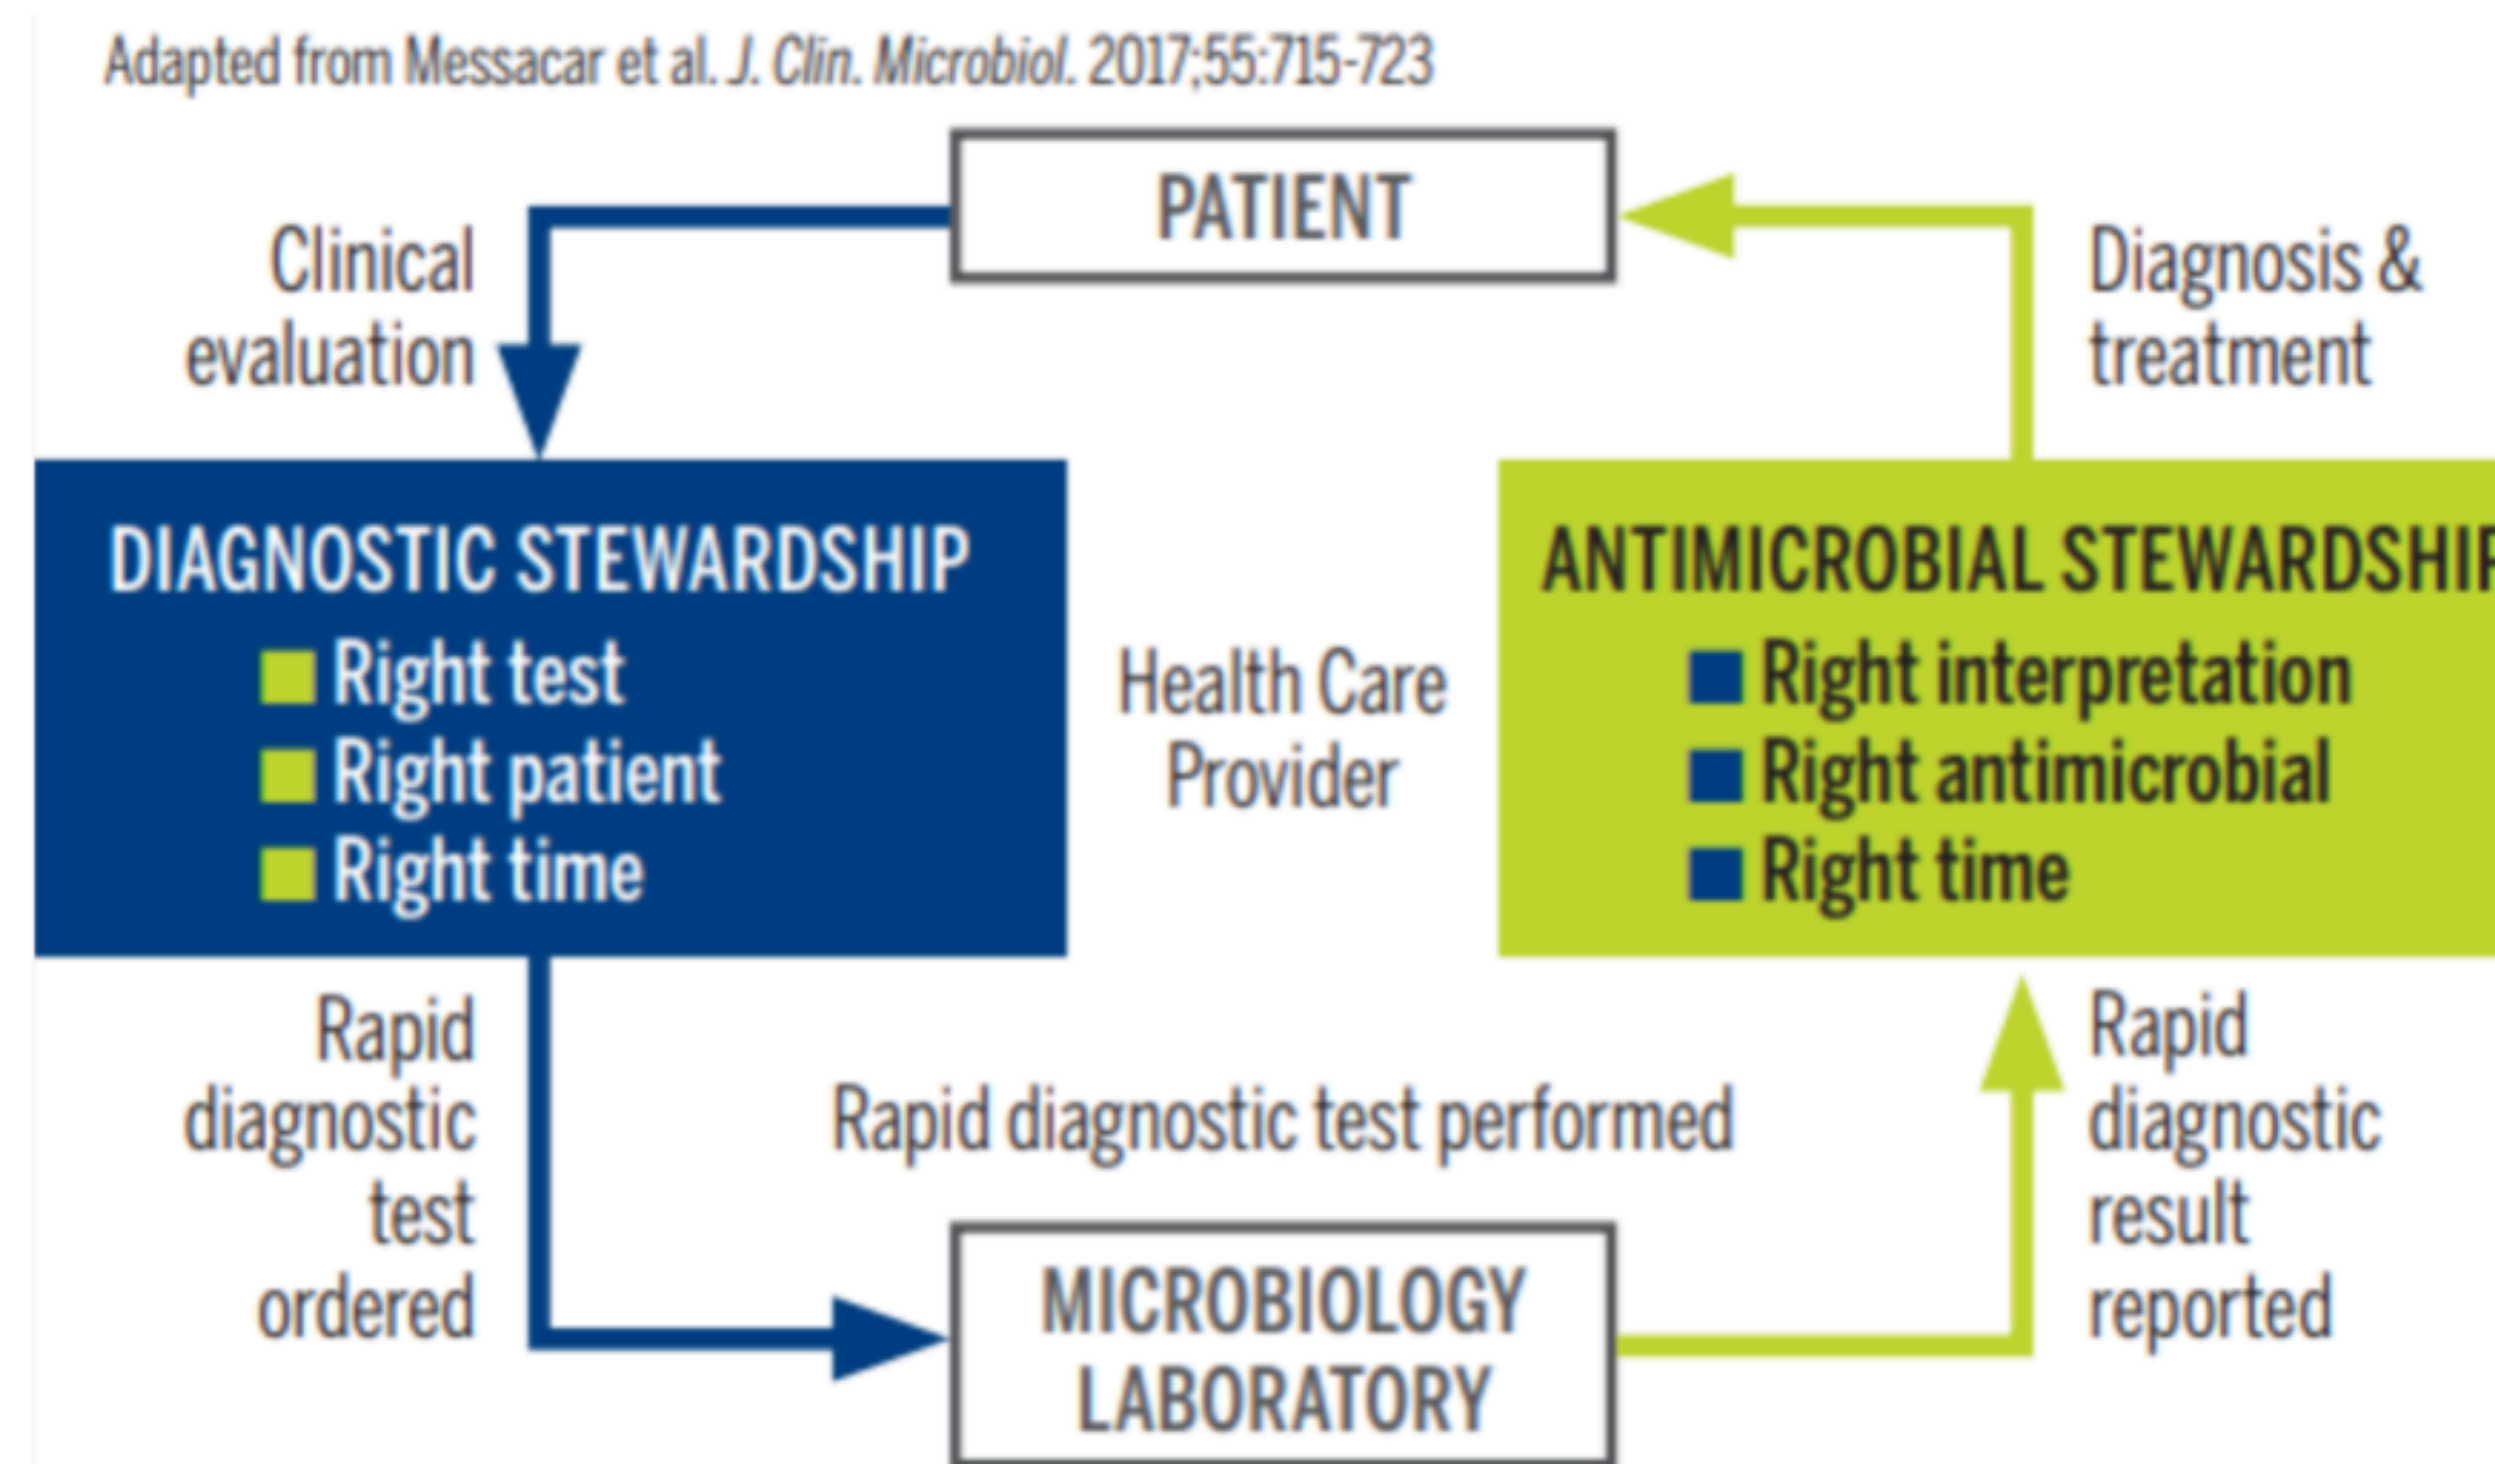 Adapted from Messacar et al. J. Clin. Microbiol. 2017;55:715-723
PATIENT
Clinical
evaluation
Diagnosis &
treatment
DIAGNOSTIC STEWARDSHIP
Right test
Right patient
Right time
Health Care
Provider
ANTIMICROBIAL STEWARDSHIP
Right interpretation
Right antimicrobial
Right time
Rapid
diagnostic
test
ordered
Rapid diagnostic test performed
MICROBIOLOGY
LABORATORY
Rapid
diagnostic
result
reported